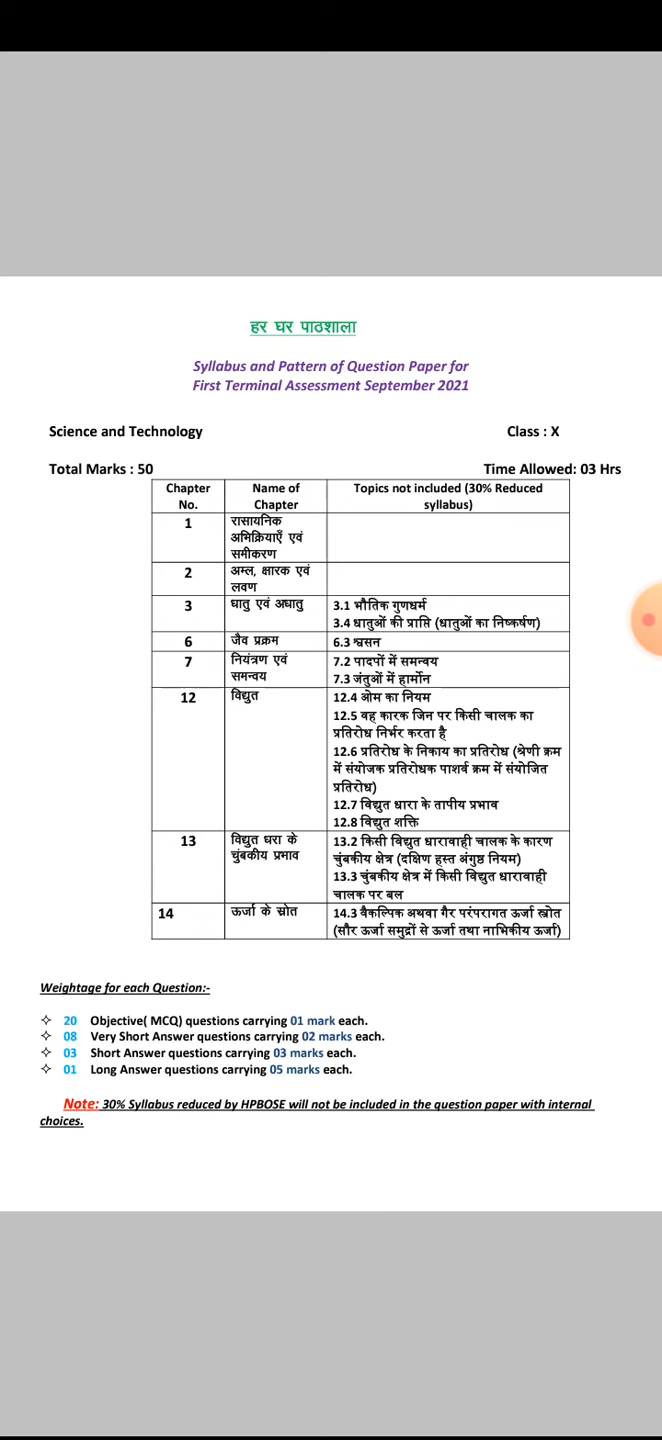 हर घर पाठशाला
Syllabus and Pattern of Question Paper for
First Terminal Assessment September 2021
Science and Technology Class : X
Total Marks : 50 Time Allowed: 03 Hrs
Chapter No. Name of Chapter Topics not included (30% Reduced syllabus)
1 रासायनिक
अभिक्रियाएँ एवं
समीकरण
2 अम्ल, क्षारक एवं
लवण
3 धातु एवं अधातु 3.1 भौतिक गुणधर्म
3.4 धातुओं की प्राप्ति (धातुओं का निष्कर्षण)
6 जैव प्रक्रम 6.3 श्वसन
7 नियंत्रण एवं 7.2 पादपों में समन्वय
समन्वय 7.3 जंतुओं में हार्मोन
12 विद्युत 12.4 ओम का नियम
12.5 वह कारक जिन पर किसी चालक का
प्रतिरोध निर्भर करता है
12.6 प्रतिरोध के निकाय का प्रतिरोध (श्रेणी क्रम
में संयोजक प्रतिरोधक पाशर्व क्रम में संयोजित
प्रतिरोध)
12.7 विद्युत धारा के तापीय प्रभाव
12.8 विद्युत शक्ति
13 विद्युत धरा के 13.2 किसी विद्युत धारावाही चालक के कारण
चुंबकीय प्रभाव चुंबकीय क्षेत्र (दक्षिण हस्त अंगुष्ठ नियम)
13.3 चुंबकीय क्षेत्र में किसी विद्युत धारावाही
चालक पर बल
14 ऊर्जा के स्रोत 14.3 वैकल्पिक अथवा गैर परंपरागत ऊर्जा स्त्रोत
(सौर ऊर्जा समुद्रों से ऊर्जा तथा नाभिकीय ऊर्जा)
Weightage for each Question:-
✧ 20 Objective( MCQ) questions carrying 01 mark each.
✧ 08 Very Short Answer questions carrying 02 marks each.
✧ 03 Short Answer questions carrying 03 marks each.
✧ 01 Long Answer questions carrying 05 marks each.
Note: 30% Syllabus reduced by HPBOSE will not be included in the question paper with internal
choices.